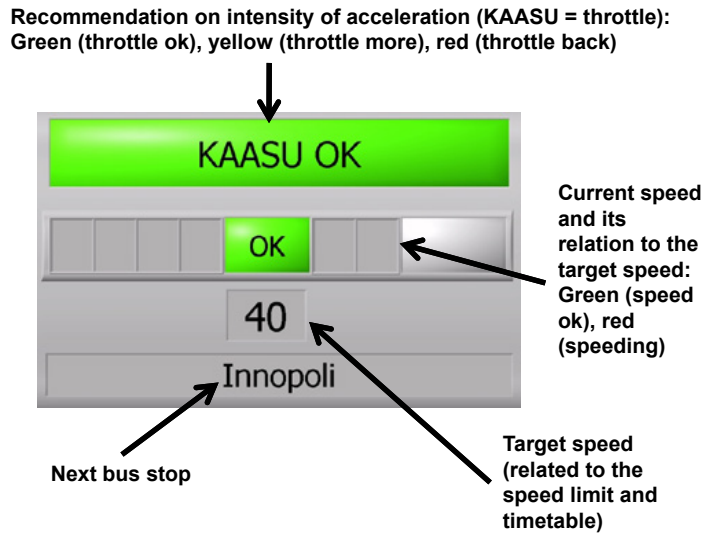 Recommendation on intensity of acceleration (KAASU = throttle):
Green (throttle ok), yellow (throttle more), red (throttle back)
KAASU OK
OK
40
Innopoli
Current speed
and its
relation to the
target speed:
Green (speed
ok), red
(speeding)
Next bus stop
Target speed
(related to the
speed limit and
timetable)